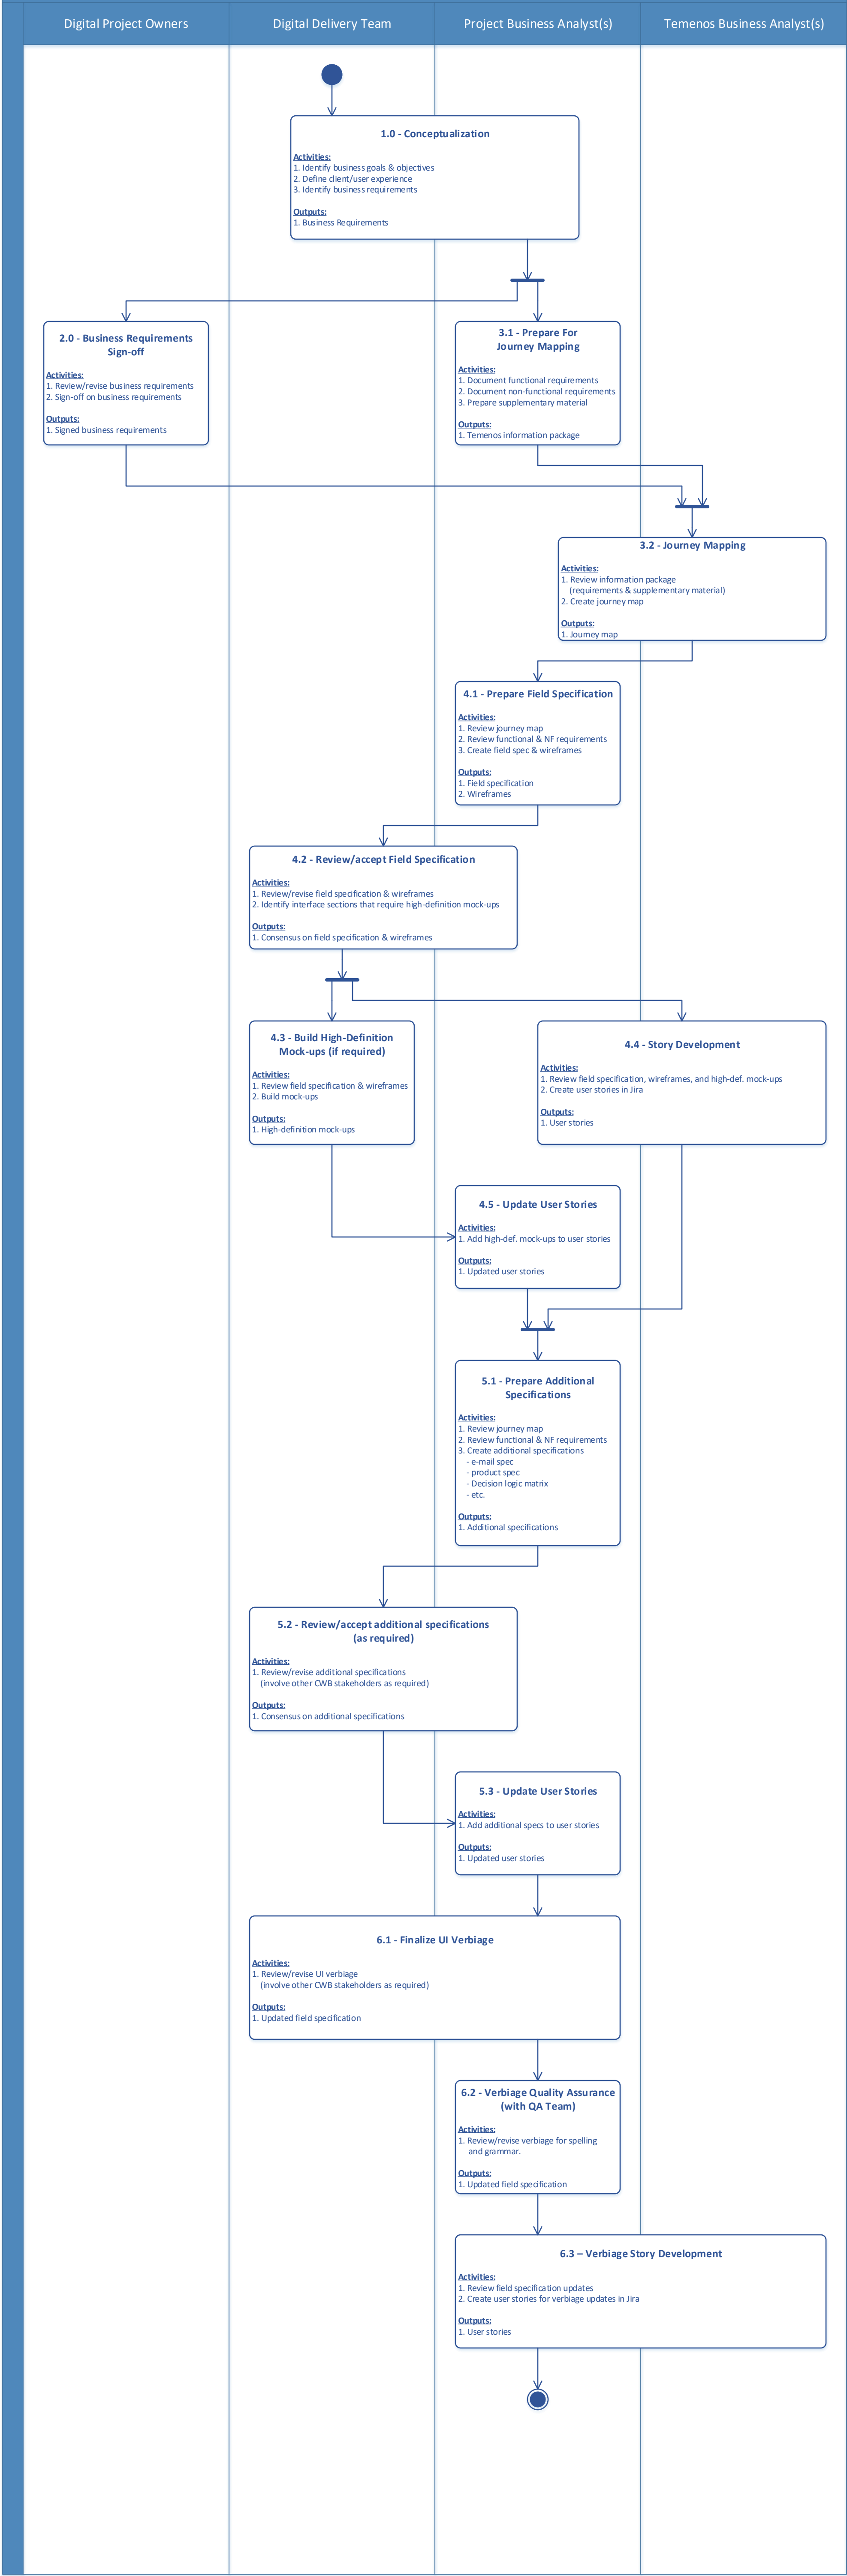 Digital Project Owners
Digital Delivery Team
Project Business Analyst(s)
Temenos Business Analyst(s)
1.0 - Conceptualization
Activities:
1. Identify business goals & objectives
2. Define client/user experience
3. Identify business requirements
Outputs:
1. Business Requirements
2.0 - Business Requirements
Sign-off
Activities:
1. Review/revise business requirements
2. Sign-off on business requirements
Outputs:
1. Signed business requirements
3.1 - Prepare For
Journey Mapping
Activities:
1. Document functional requirements
2. Document non-functional requirements
3. Prepare supplementary material
Outputs:
1. Temenos information package
3.2 - Journey Mapping
Activities:
1. Review information package
(requirements & supplementary material)
2. Create journey map
Outputs:
1. Journey map
4.1 - Prepare Field Specification
Activities:
1. Review journey map
2. Review functional & NF requirements
3. Create field spec & wireframes
Outputs:
1. Field specification
2. Wireframes
4.2 - Review/accept Field Specification
Activities:
1. Review/revise field specification & wireframes
2. Identify interface sections that require high-definition mock-ups
Outputs:
1. Consensus on field specification & wireframes
4.3 - Build High-Definition
Mock-ups (if required)
Activities:
1. Review field specification & wireframes
2. Build mock-ups
Outputs:
1. High-definition mock-ups
4.4 - Story Development
Activities:
1. Review field specification, wireframes, and high-def. mock-ups
2. Create user stories in Jira
Outputs:
1. User stories
4.5 - Update User Stories
Activities:
1. Add high-def. mock-ups to user stories
Outputs:
1. Updated user stories
5.1 - Prepare Additional
Specifications
Activities:
1. Review journey map
2. Review functional & NF requirements
3. Create additional specifications
- e-mail spec
- product spec
- Decision logic matrix
- etc.
Outputs:
1. Additional specifications
5.2 - Review/accept additional specifications
(as required)
Activities:
1. Review/revise additional specifications
(involve other CWB stakeholders as required)
Outputs:
1. Consensus on additional specifications
5.3 - Update User Stories
Activities:
1. Add additional specs to user stories
Outputs:
1. Updated user stories
6.1 - Finalize UI Verbiage
Activities:
1. Review/revise UI verbiage
(involve other CWB stakeholders as required)
Outputs:
1. Updated field specification
6.2 - Verbiage Quality Assurance
(with QA Team)
Activities:
1. Review/revise verbiage for spelling
and grammar.
Outputs:
1. Updated field specification
6.3 – Verbiage Story Development
Activities:
1. Review field specification updates
2. Create user stories for verbiage updates in Jira
Outputs:
1. User stories